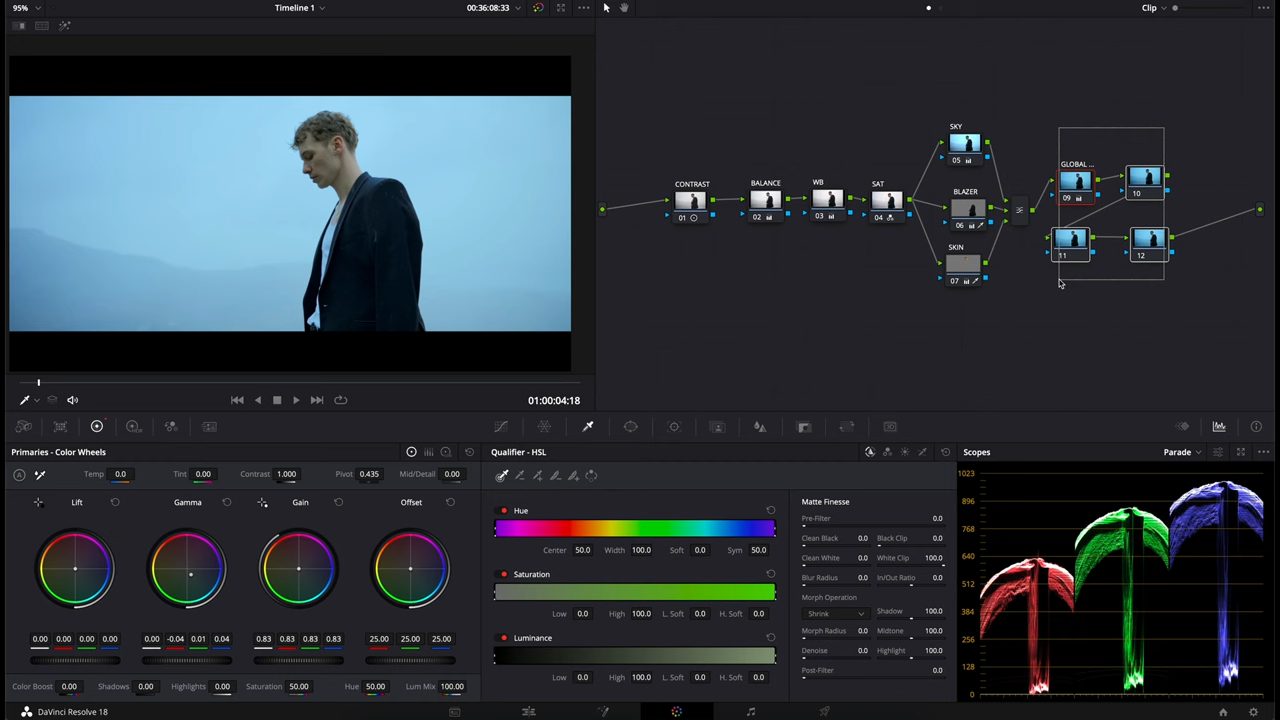 95%
Timeline 1
00:36:08:33
Clip
01:00:04:18
CONTRAST
01
BALANCE
02
WB
03
SAT
04
SKY
05
BLAZER
06
SKIN
07
GLOBAL ...
09
10
11
12
Primaries - Color Wheels
Temp 0.0 Tint 0.00 Contrast 1.000 Pivot 0.435 Mid/Detail 0.00
Lift Gamma Gain Offset
0.00 0.00 0.00 0.00 0.00 -0.04 0.01 0.04 0.83 0.83 0.83 0.83 25.00 25.00 25.00
Color Boost 0.00 Shadows 0.00 Highlights 0.00 Saturation 50.00 Hue 50.00 Lum Mix 100.00
Qualifier - HSL
Hue
Center 50.0 Width 100.0 Soft 0.0 Sym 50.0
Saturation
Low 0.0 High 100.0 L. Soft 0.0 H. Soft 0.0
Luminance
Low 0.0 High 100.0 L. Soft 0.0 H. Soft 0.0
Matte Finesse
Pre-Filter 0.0
Clean Black 0.0 Black Clip 0.0
Clean White 0.0 White Clip 100.0
Blur Radius 0.0 In/Out Ratio 0.0
Morph Operation
Shrink Shadow 100.0
Morph Radius 0.0 Midtone 100.0
Denoise 0.0 Highlight 100.0
Post-Filter 0.0
Scopes
Parade
1023
896
768
640
512
384
256
128
0
DaVinci Resolve 18